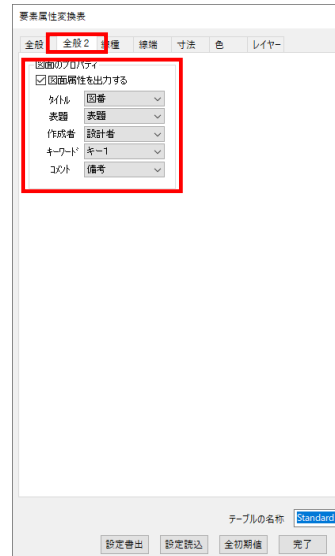 要素属性変換表
全般 全般2 線種 線端 寸法 色 レイヤー
図面のプロパティ
図面属性を出力する
タイトル 図番
表題 表題
作成者 設計者
キーワード キー1
コメント 備考
テーブルの名称 Standard
設定書出 設定読込 全初期値 完了